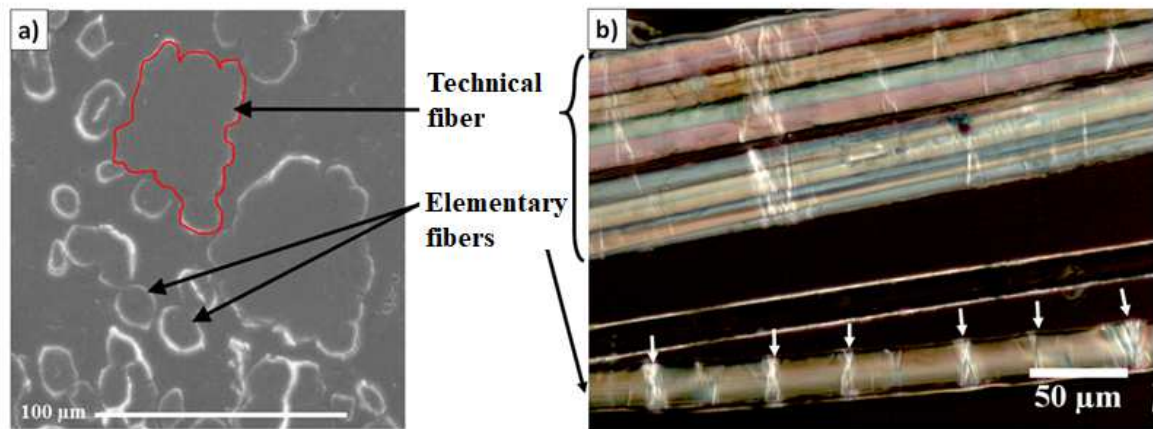 a)
b)
Technical
fiber
Elementary
fibers
100 µm
50 µm